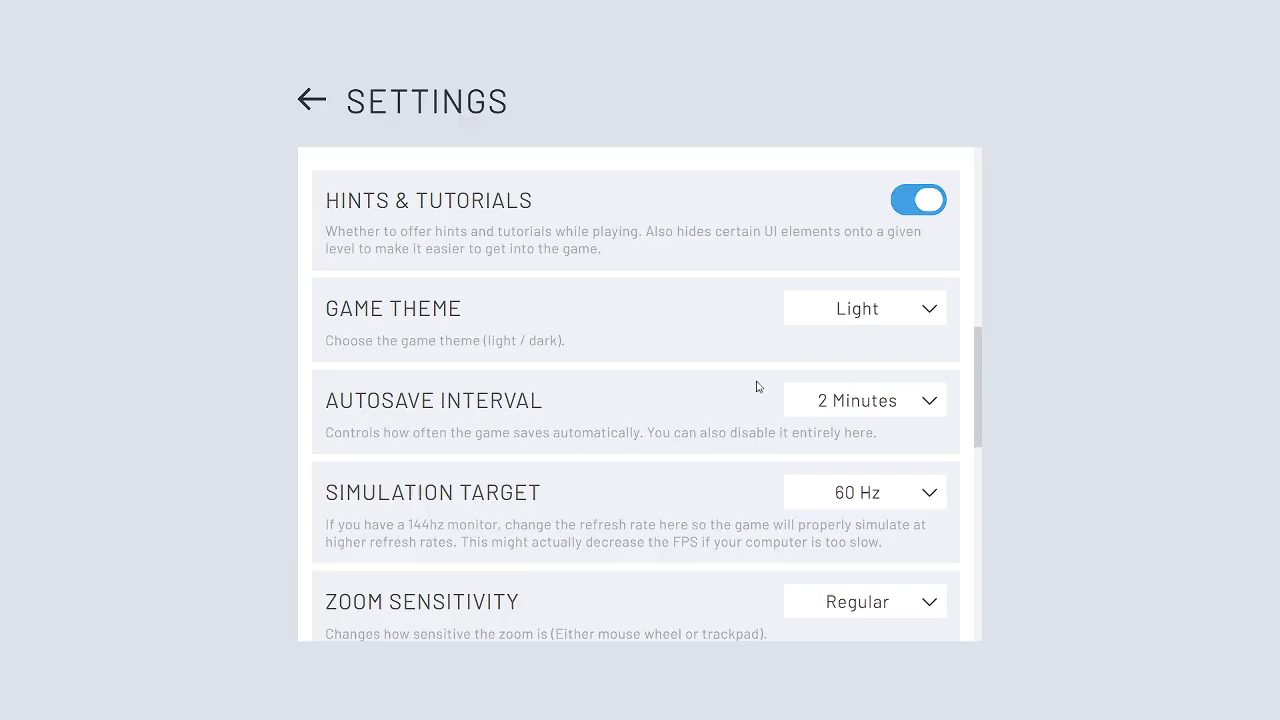 SETTINGS
HINTS & TUTORIALS
Whether to offer hints and tutorials while playing. Also hides certain UI elements onto a given
level to make it easier to get into the game.
GAME THEME
Light
Choose the game theme (light / dark).
AUTOSAVE INTERVAL
2 Minutes
Controls how often the game saves automatically. You can also disable it entirely here.
SIMULATION TARGET
60 Hz
If you have a 144hz monitor, change the refresh rate here so the game will properly simulate at
higher refresh rates. This might actually decrease the FPS if your computer is too slow.
ZOOM SENSITIVITY
Regular
Changes how sensitive the zoom is (Either mouse wheel or trackpad).